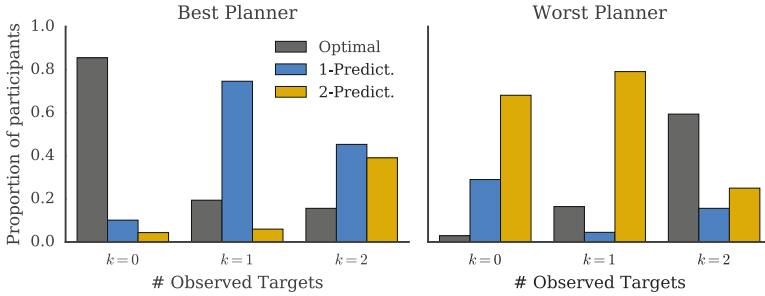 Best Planner
Worst Planner
Proportion of participants
1.0
0.8
0.6
0.4
0.2
0.0
Optimal
1-Predict.
2-Predict.
k = 0
k = 1
k = 2
k = 0
k = 1
k = 2
# Observed Targets
# Observed Targets